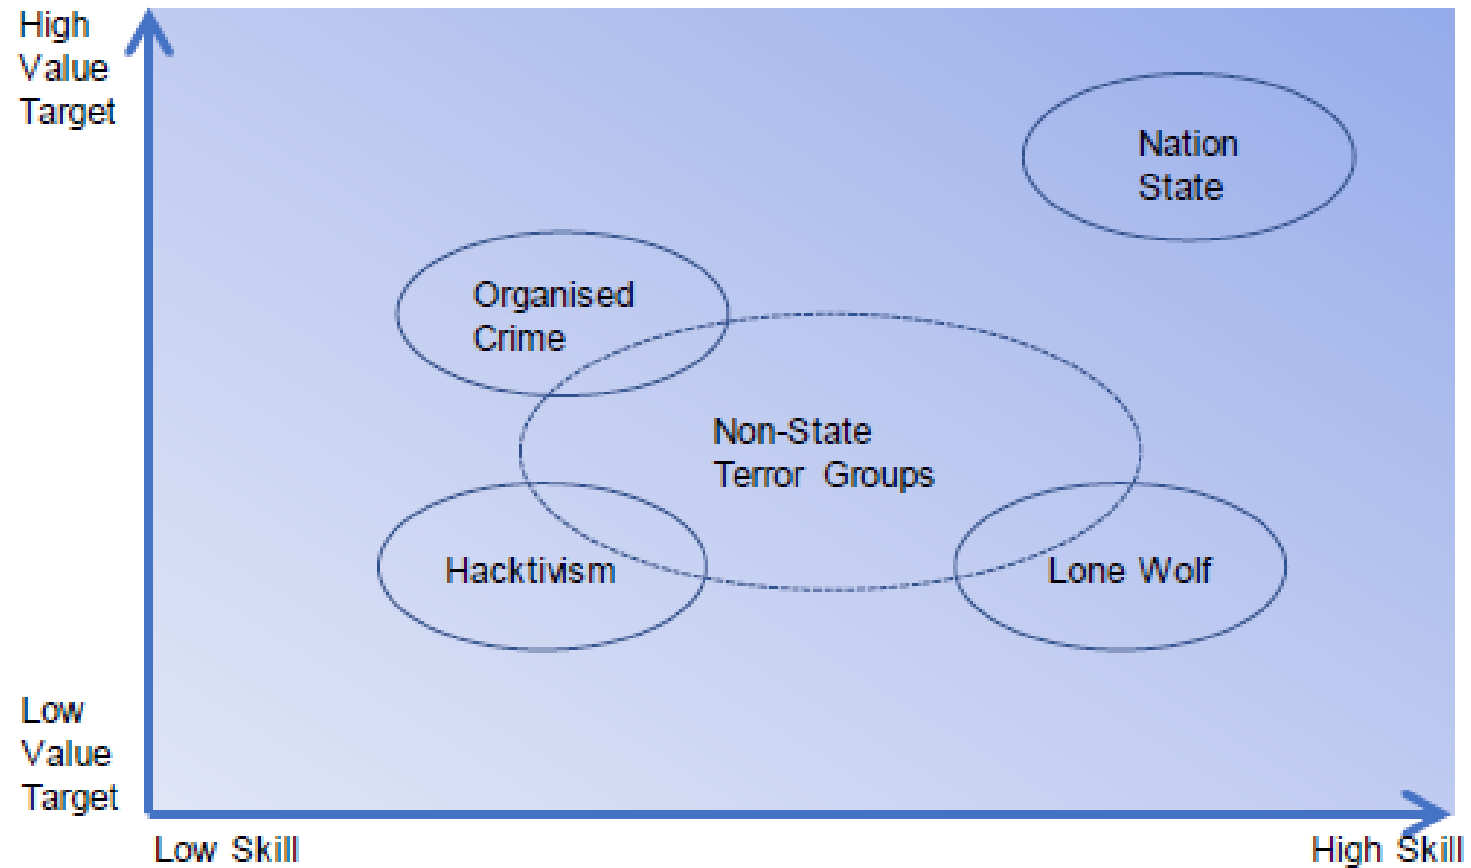 High
Value
Target
Nation
State
Organised
Crime
Non-State
Terror Groups
Hacktivism
Lone Wolf
Low
Value
Target
Low Skill
High Skill